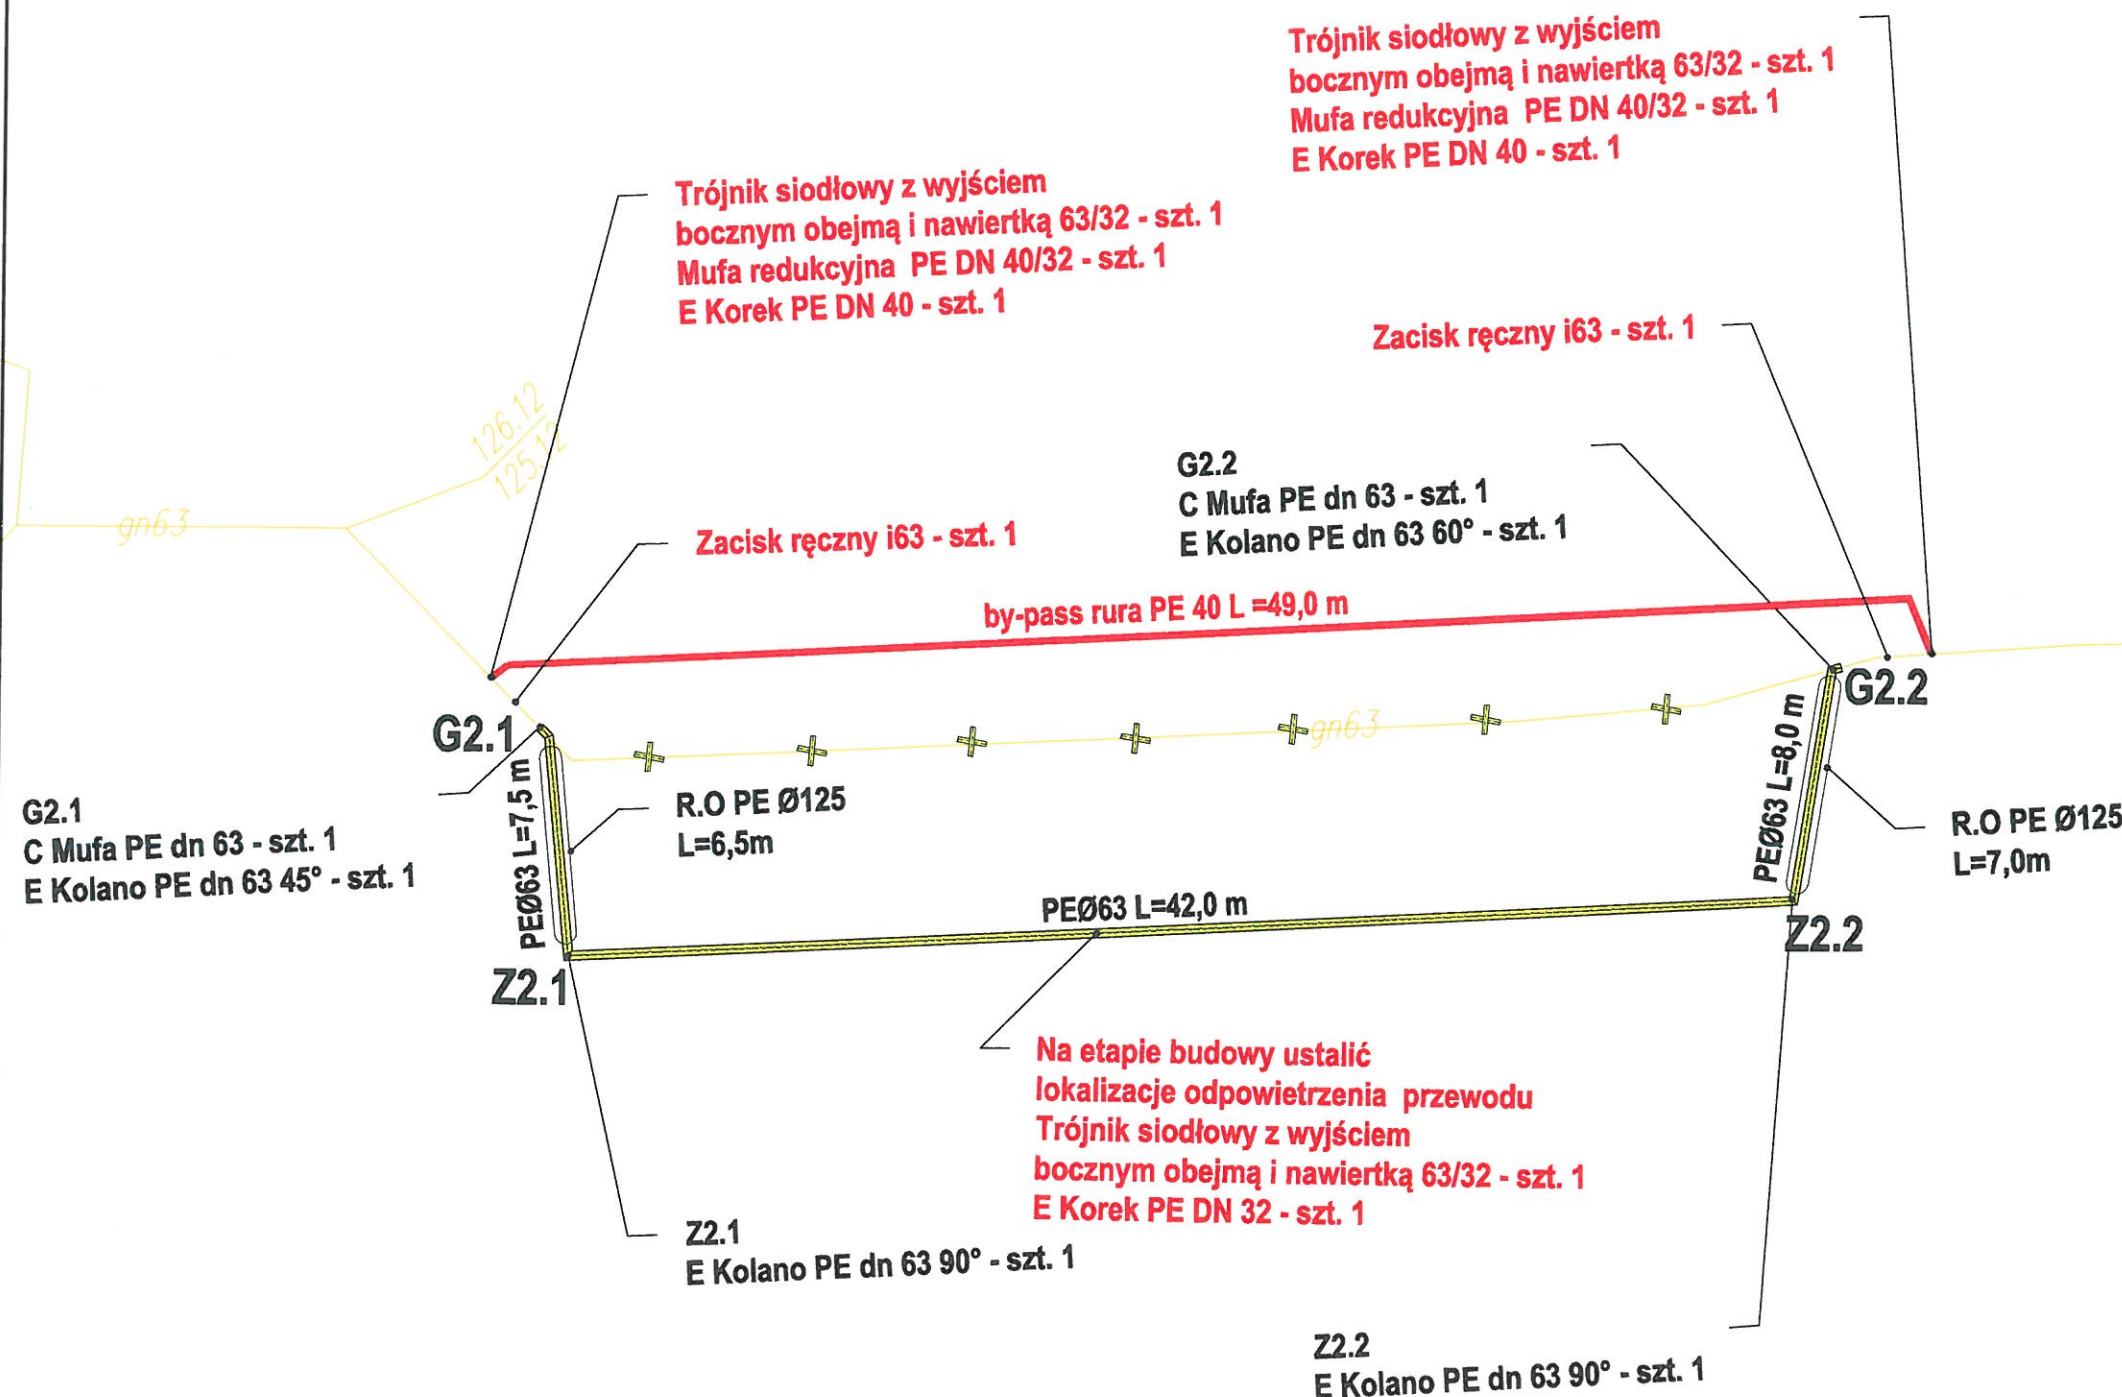 Trójnik siodłowy z wyjściem
bocznym obejmą i nawiertką 63/32 - szt. 1
Mufa redukcyjna PE DN 40/32 - szt. 1
E Korek PE DN 40 - szt. 1
Trójnik siodłowy z wyjściem
bocznym obejmą i nawiertką 63/32 - szt. 1
Mufa redukcyjna PE DN 40/32 - szt. 1
E Korek PE DN 40 - szt. 1
Zacisk ręczny i63 - szt. 1
126.12
125.12
gn63
G2.2
C Mufa PE dn 63 - szt. 1
E Kolano PE dn 63 60° - szt. 1
Zacisk ręczny i63 - szt. 1
by-pass rura PE 40 L =49,0 m
G2.1
G2.2
gn63
PEØ63 L=7,5 m
PEØ63 L=8,0 m
G2.1
C Mufa PE dn 63 - szt. 1
E Kolano PE dn 63 45° - szt. 1
R.O PE Ø125
L=6,5m
R.O PE Ø125
L=7,0m
PEØ63 L=42,0 m
Z2.1
Z2.2
Na etapie budowy ustalić
lokalizacje odpowietrzenia przewodu
Trójnik siodłowy z wyjściem
bocznym obejmą i nawiertką 63/32 - szt. 1
E Korek PE DN 32 - szt. 1
Z2.1
E Kolano PE dn 63 90° - szt. 1
Z2.2
E Kolano PE dn 63 90° - szt. 1